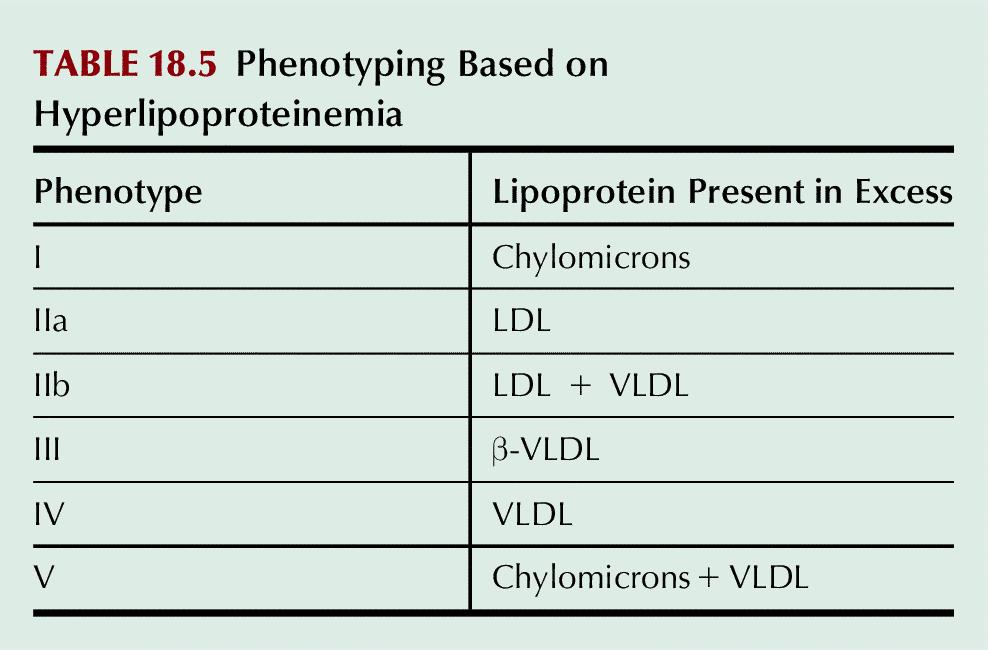 TABLE 18.5 Phenotyping Based on
Hyperlipoproteinemia
Phenotype Lipoprotein Present in Excess
I Chylomicrons
IIa LDL
IIb LDL + VLDL
III β-VLDL
IV VLDL
V Chylomicrons + VLDL